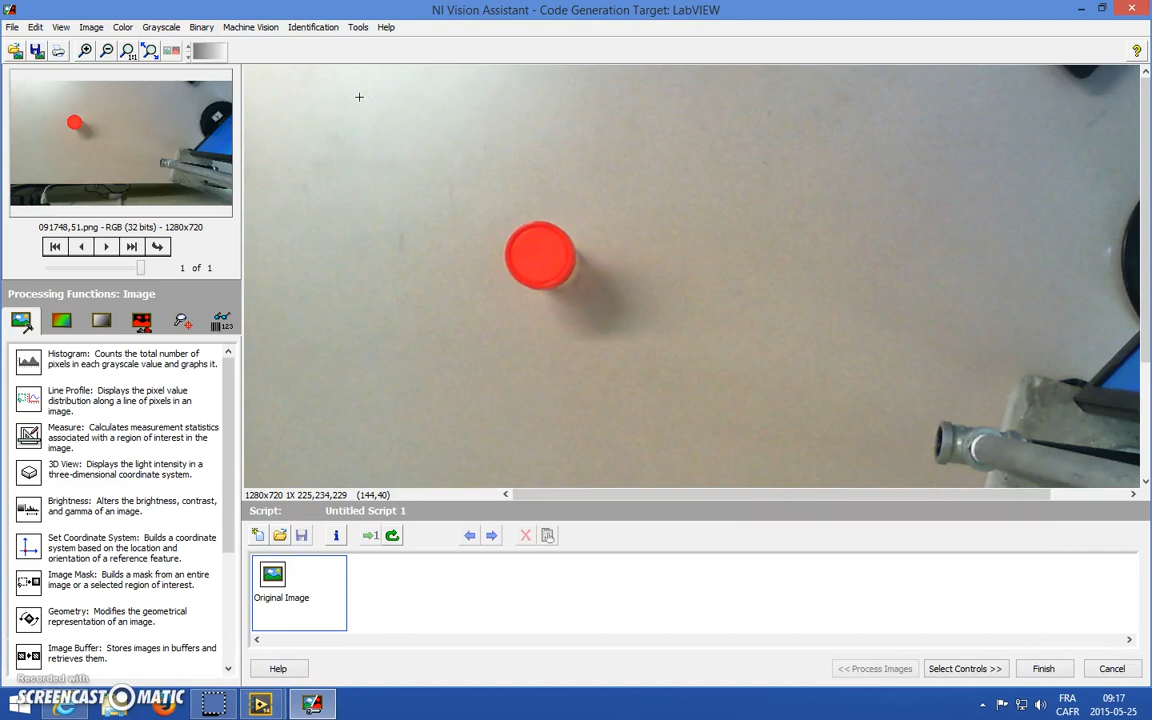 NI Vision Assistant - Code Generation Target: LabVIEW
File Edit View Image Color Grayscale Binary Machine Vision Identification Tools Help
1:1
?
091748,51.png - RGB (32 bits) - 1280x720
1 of 1
Processing Functions: Image
123
Histogram: Counts the total number of
pixels in each grayscale value and graphs it.
Line Profile: Displays the pixel value
distribution along a line of pixels in an
image.
Measure: Calculates measurement statistics
associated with a region of interest in the
image.
3D View: Displays the light intensity in a
three-dimensional coordinate system.
Brightness: Alters the brightness, contrast,
and gamma of an image.
Set Coordinate System: Builds a coordinate
system based on the location and
orientation of a reference feature.
Image Mask: Builds a mask from an entire
image or a selected region of interest.
Geometry: Modifies the geometrical
representation of an image.
Image Buffer: Stores images in buffers and
retrieves them.
1280x720 1X 225,234,229 (144,40)
Script: Untitled Script 1
Original Image
Help << Process Images Select Controls >> Finish Cancel
Recorded with
SCREENCAST-O-MATIC
FRA
CAFR
09:17
2015-05-25